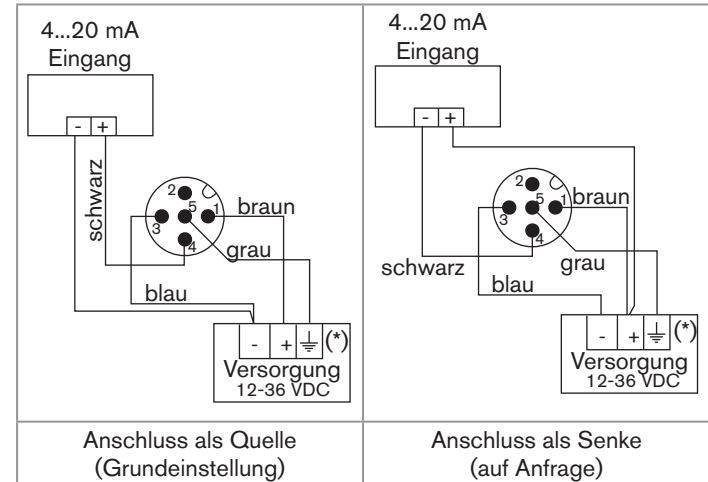 4...20 mA
Eingang
- +
schwarz
2
5
1
3
4
braun
grau
blau
- + (*)
Versorgung
12-36 VDC
Anschluss als Quelle
(Grundeinstellung)
4...20 mA
Eingang
- +
2
5
1
3
4
braun
schwarz
grau
blau
- + (*)
Versorgung
12-36 VDC
Anschluss als Senke
(auf Anfrage)